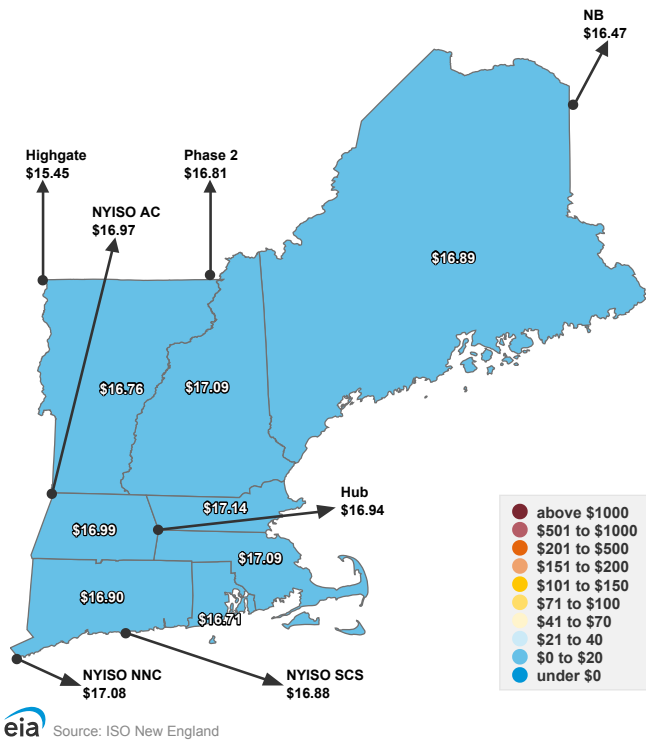 NB
$16.47
Highgate
$15.45
Phase 2
$16.81
NYISO AC
$16.97
$16.89
$16.76
$17.09
Hub
$16.94
$17.14
$16.99
$17.09
$16.90
$16.71
NYISO NNC
$17.08
NYISO SCS
$16.88
above $1000
$501 to $1000
$201 to $500
$151 to $200
$101 to $150
$71 to $100
$41 to $70
$21 to 40
$0 to $20
under $0
eia Source: ISO New England